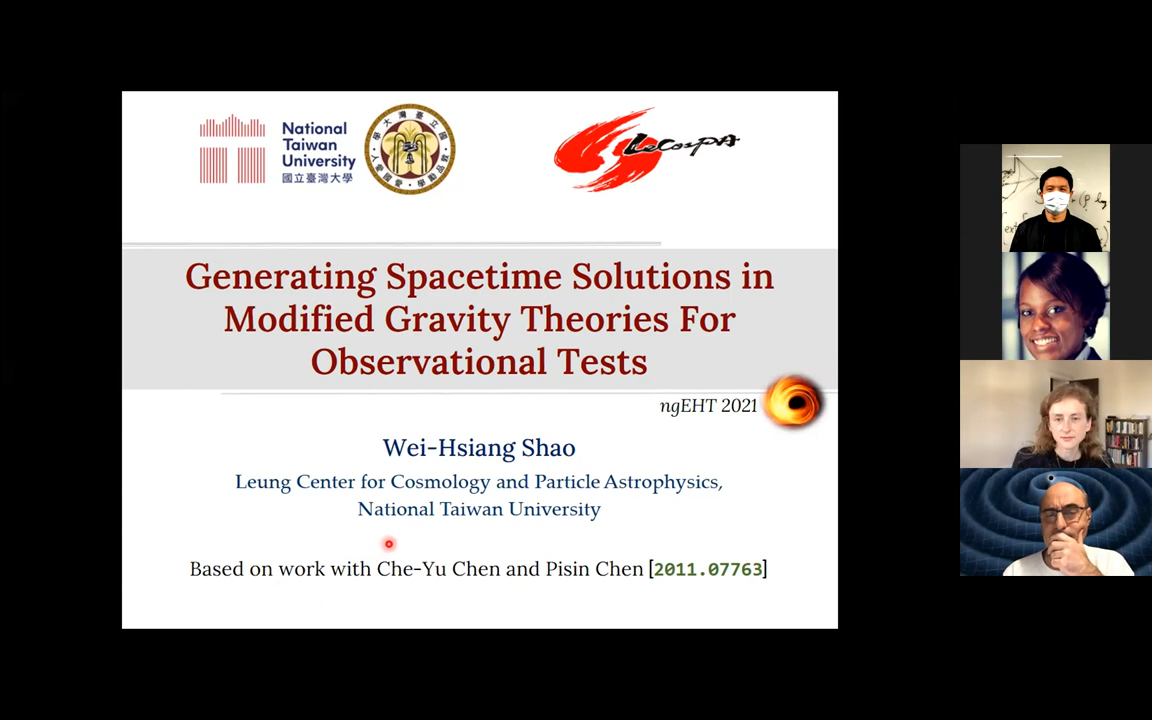 National
Taiwan
University
國立臺灣大學
LeCosPA
Generating Spacetime Solutions in
Modified Gravity Theories For
Observational Tests
ngEHT 2021
Wei-Hsiang Shao
Leung Center for Cosmology and Particle Astrophysics,
National Taiwan University
Based on work with Che-Yu Chen and Pisin Chen [2011.07763]